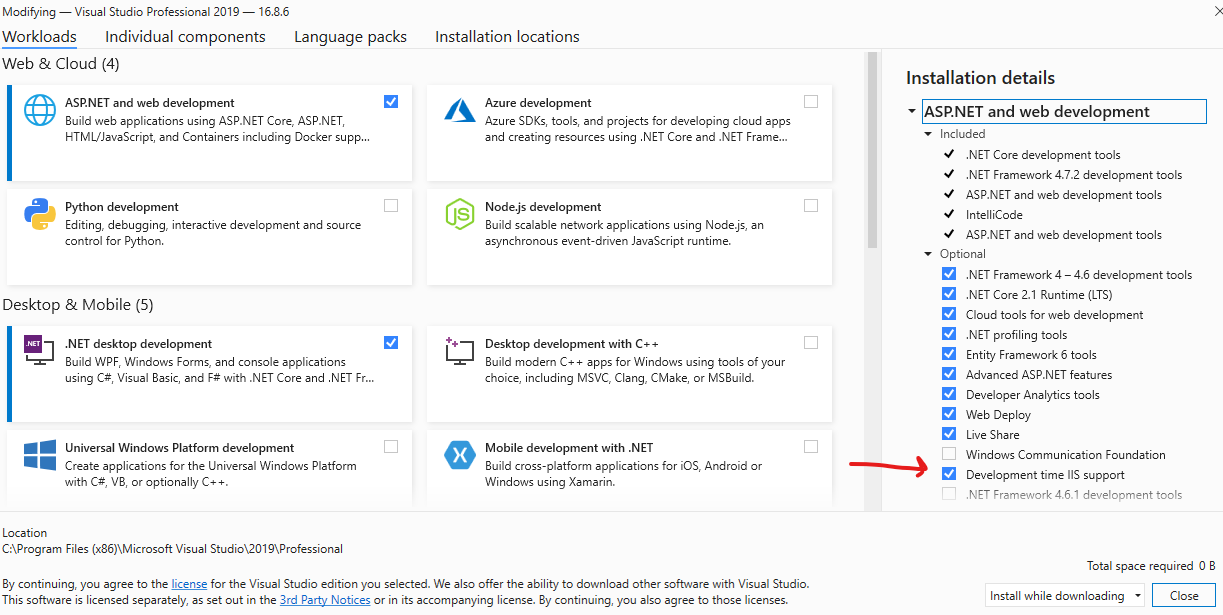 Modifying — Visual Studio Professional 2019 — 16.8.6
Workloads
Individual components
Language packs
Installation locations
Web & Cloud (4)
ASP.NET and web development
Build web applications using ASP.NET Core, ASP.NET,
HTML/JavaScript, and Containers including Docker supp...
Azure development
Azure SDKs, tools, and projects for developing cloud apps
and creating resources using .NET Core and .NET Frame...
Python development
Editing, debugging, interactive development and source
control for Python.
Node.js development
Build scalable network applications using Node.js, an
asynchronous event-driven JavaScript runtime.
Desktop & Mobile (5)
.NET
.NET desktop development
Build WPF, Windows Forms, and console applications
using C#, Visual Basic, and F# with .NET Core and .NET Fr...
Desktop development with C++
Build modern C++ apps for Windows using tools of your
choice, including MSVC, Clang, CMake, or MSBuild.
Universal Windows Platform development
Create applications for the Universal Windows Platform
with C#, VB, or optionally C++.
Mobile development with .NET
Build cross-platform applications for iOS, Android or
Windows using Xamarin.
Installation details
ASP.NET and web development
Included
.NET Core development tools
.NET Framework 4.7.2 development tools
ASP.NET and web development tools
IntelliCode
ASP.NET and web development tools
Optional
.NET Framework 4 – 4.6 development tools
.NET Core 2.1 Runtime (LTS)
Cloud tools for web development
.NET profiling tools
Entity Framework 6 tools
Advanced ASP.NET features
Developer Analytics tools
Web Deploy
Live Share
Windows Communication Foundation
Development time IIS support
.NET Framework 4.6.1 development tools
Location
C:\Program Files (x86)\Microsoft Visual Studio\2019\Professional
By continuing, you agree to the license for the Visual Studio edition you selected. We also offer the ability to download other software with Visual Studio.
This software is licensed separately, as set out in the 3rd Party Notices or in its accompanying license. By continuing, you also agree to those licenses.
Total space required 0 B
Install while downloading
Close